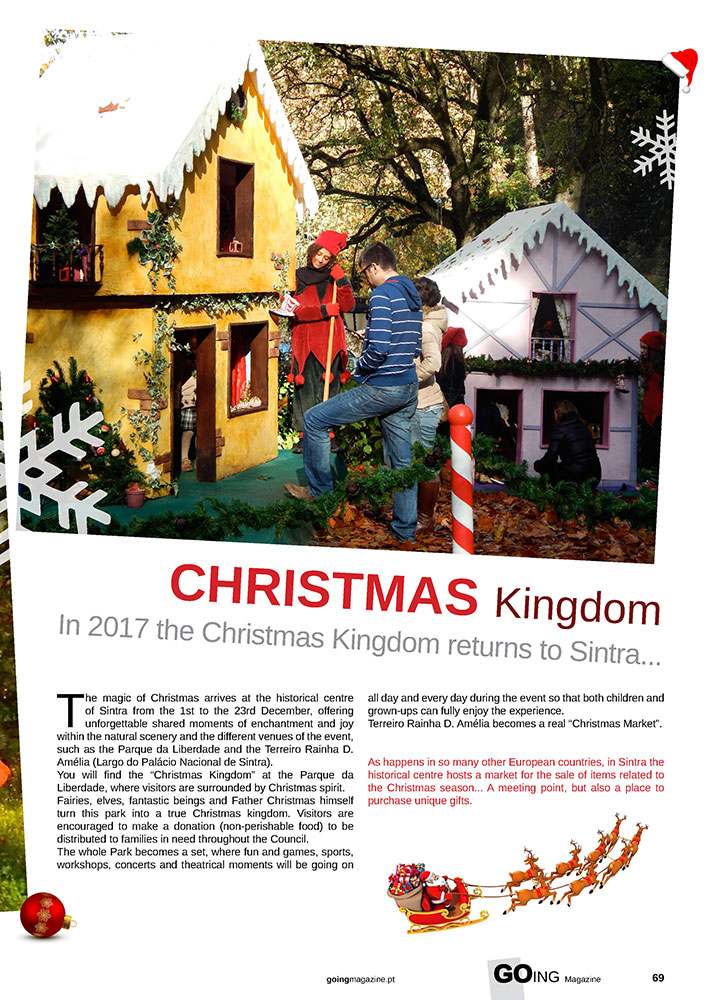 CHRISTMAS Kingdom
In 2017 the Christmas Kingdom returns to Sintra...
The magic of Christmas arrives at the historical centre
of Sintra from the 1st to the 23rd December, offering
unforgettable shared moments of enchantment and joy
within the natural scenery and the different venues of the event,
such as the Parque da Liberdade and the Terreiro Rainha D.
Amélia (Largo do Palácio Nacional de Sintra).
You will find the “Christmas Kingdom” at the Parque da
Liberdade, where visitors are surrounded by Christmas spirit.
Fairies, elves, fantastic beings and Father Christmas himself
turn this park into a true Christmas kingdom. Visitors are
encouraged to make a donation (non-perishable food) to be
distributed to families in need throughout the Council.
The whole Park becomes a set, where fun and games, sports,
workshops, concerts and theatrical moments will be going on
all day and every day during the event so that both children and
grown-ups can fully enjoy the experience.
Terreiro Rainha D. Amélia becomes a real “Christmas Market”.
As happens in so many other European countries, in Sintra the
historical centre hosts a market for the sale of items related to
the Christmas season... A meeting point, but also a place to
purchase unique gifts.
goingmagazine.pt
GOING Magazine
69